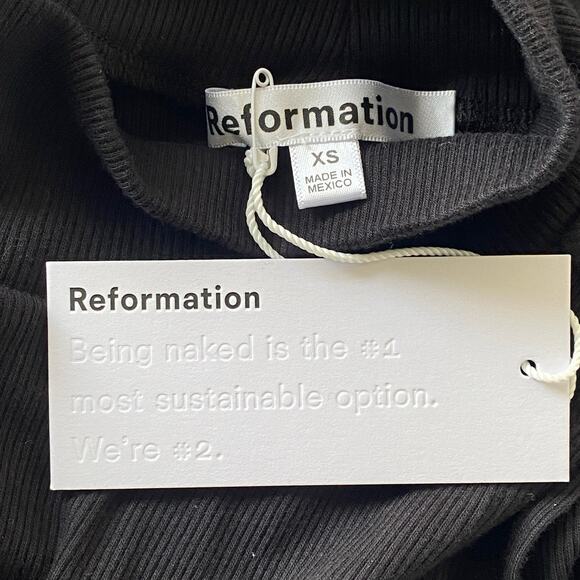 Reformation
XS
MADE IN
MEXICO
Reformation
Being naked is the #1
most sustainable option.
We're #2.